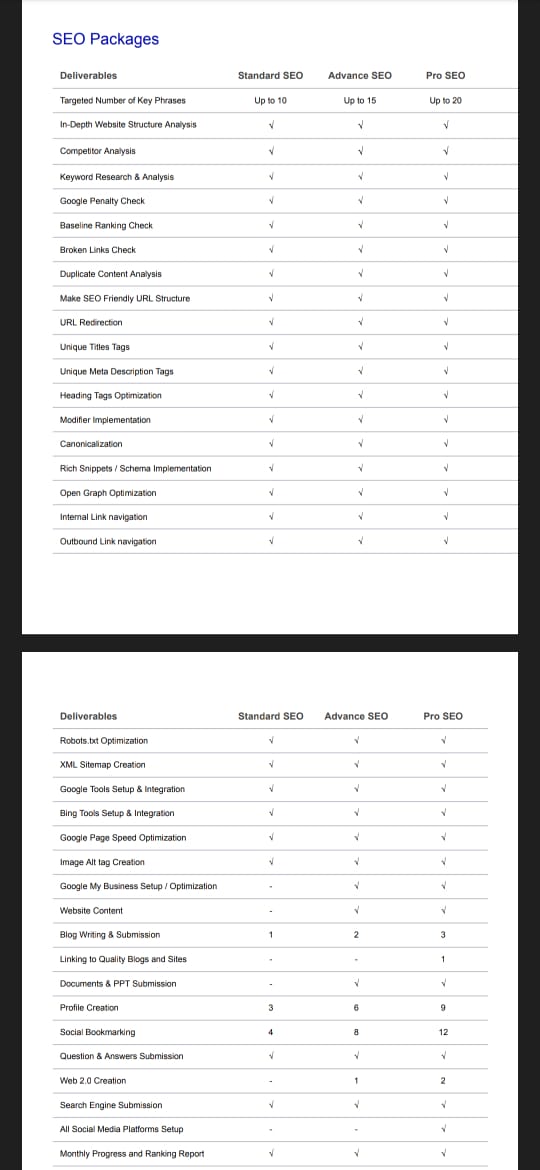 SEO Packages
Deliverables Standard SEO Advance SEO Pro SEO
Targeted Number of Key Phrases Up to 10 Up to 15 Up to 20
In-Depth Website Structure Analysis √ √ √
Competitor Analysis √ √ √
Keyword Research & Analysis √ √ √
Google Penalty Check √ √ √
Baseline Ranking Check √ √ √
Broken Links Check √ √ √
Duplicate Content Analysis √ √ √
Make SEO Friendly URL Structure √ √ √
URL Redirection √ √ √
Unique Titles Tags √ √ √
Unique Meta Description Tags √ √ √
Heading Tags Optimization √ √ √
Modifier Implementation √ √ √
Canonicalization √ √ √
Rich Snippets / Schema Implementation √ √ √
Open Graph Optimization √ √ √
Internal Link navigation √ √ √
Outbound Link navigation √ √ √
Deliverables Standard SEO Advance SEO Pro SEO
Robots.txt Optimization √ √ √
XML Sitemap Creation √ √ √
Google Tools Setup & Integration √ √ √
Bing Tools Setup & Integration √ √ √
Google Page Speed Optimization √ √ √
Image Alt tag Creation √ √ √
Google My Business Setup / Optimization - √ √
Website Content - √ √
Blog Writing & Submission 1 2 3
Linking to Quality Blogs and Sites - - 1
Documents & PPT Submission - √ √
Profile Creation 3 6 9
Social Bookmarking 4 8 12
Question & Answers Submission √ √ √
Web 2.0 Creation - 1 2
Search Engine Submission √ √ √
All Social Media Platforms Setup - - √
Monthly Progress and Ranking Report √ √ √